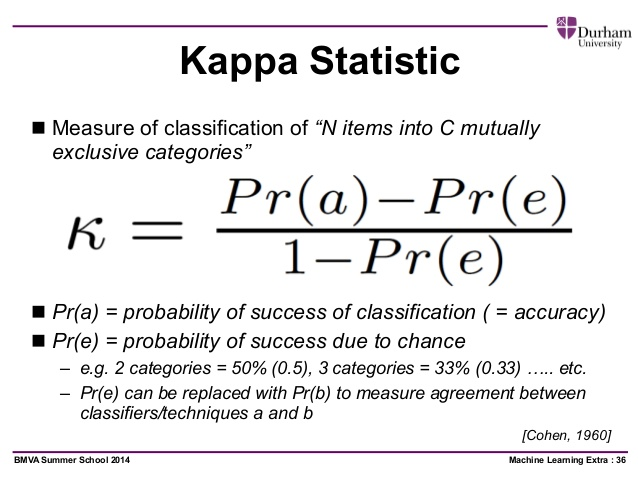 Durham
University
Kappa Statistic
■ Measure of classification of “N items into C mutually
exclusive categories”
κ = Pr(a)−Pr(e) / 1−Pr(e)
■ Pr(a) = probability of success of classification ( = accuracy)
■ Pr(e) = probability of success due to chance
– e.g. 2 categories = 50% (0.5), 3 categories = 33% (0.33) ….. etc.
– Pr(e) can be replaced with Pr(b) to measure agreement between
classifiers/techniques a and b
[Cohen, 1960]
BMVA Summer School 2014
Machine Learning Extra : 36